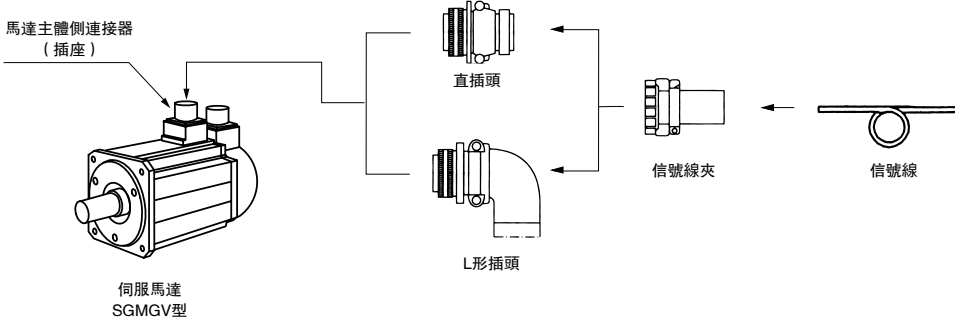 馬達主體側連接器
（插座）
直插頭
信號線夾
信號線
L形插頭
伺服馬達
SGMGV型